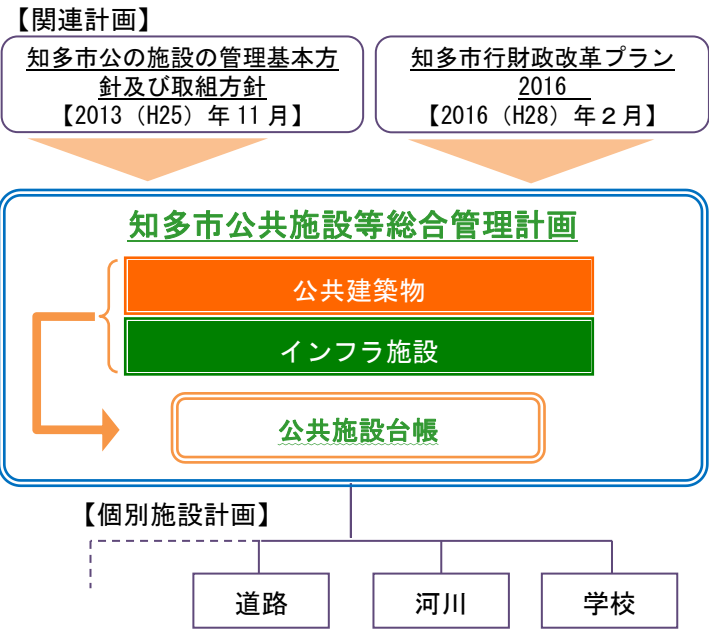 【関連計画】
知多市公の施設の管理基本方
針及び取組方針
【2013（H25）年 11 月】
知多市行財政改革プラン
2016
【2016（H28）年２月】
知多市公共施設等総合管理計画
公共建築物
インフラ施設
公共施設台帳
【個別施設計画】
道路
河川
学校